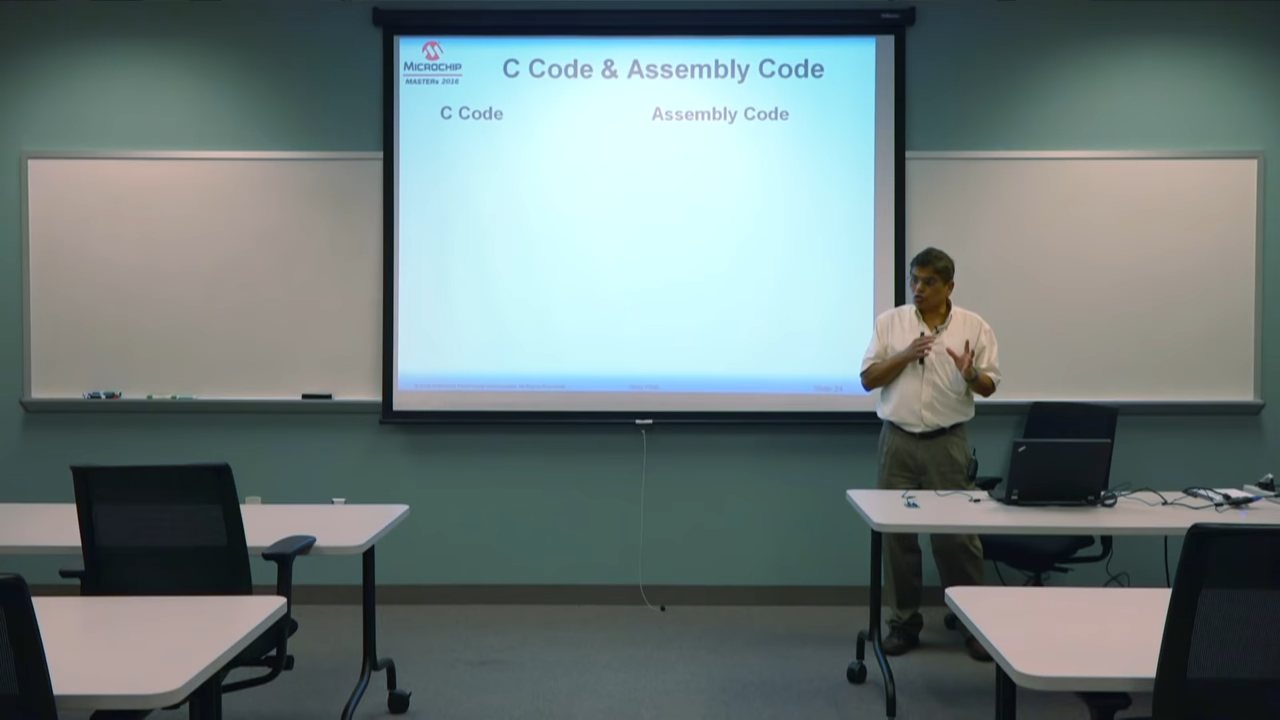 MICROCHIP
MASTERs 2016
C Code & Assembly Code
C Code
Assembly Code